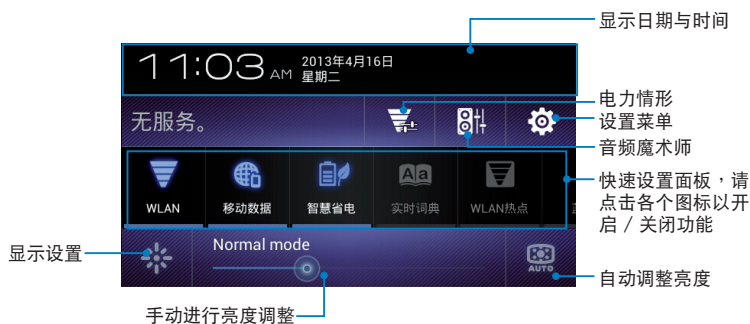 显示日期与时间
11:03 AM
2013年4月16日
星期二
无服务。
电力情形
设置菜单
音频魔术师
WLAN
移动数据
智慧省电
Aa
实时词典
WLAN热点
快速设置面板，请
点击各个图标以开
启／关闭功能
显示设置
Normal mode
AUTO
自动调整亮度
手动进行亮度调整